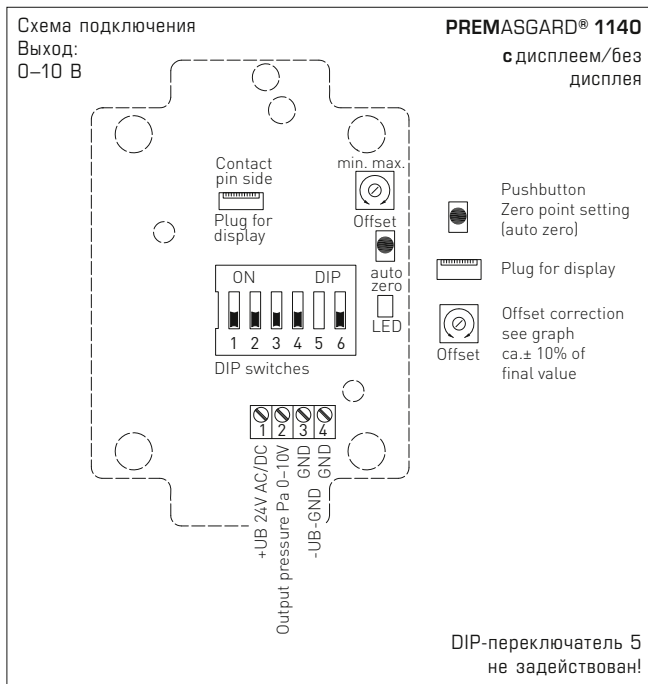 Схема подключения
Выход:
0–10 В
PREMASGARD® 1140
с дисплеем/без
дисплея
Contact
pin side
Plug for
display
min. max.
Offset
auto
zero
LED
ON DIP
1 2 3 4 5 6
DIP switches
1 2 3 4
+UB 24V AC/DC
Output pressure Pa 0–10V
GND
-UB-GND
GND
Pushbutton
Zero point setting
(auto zero)
Plug for display
Offset
Offset correction
see graph
ca.± 10% of
final value
DIP-переключатель 5
не задействован!